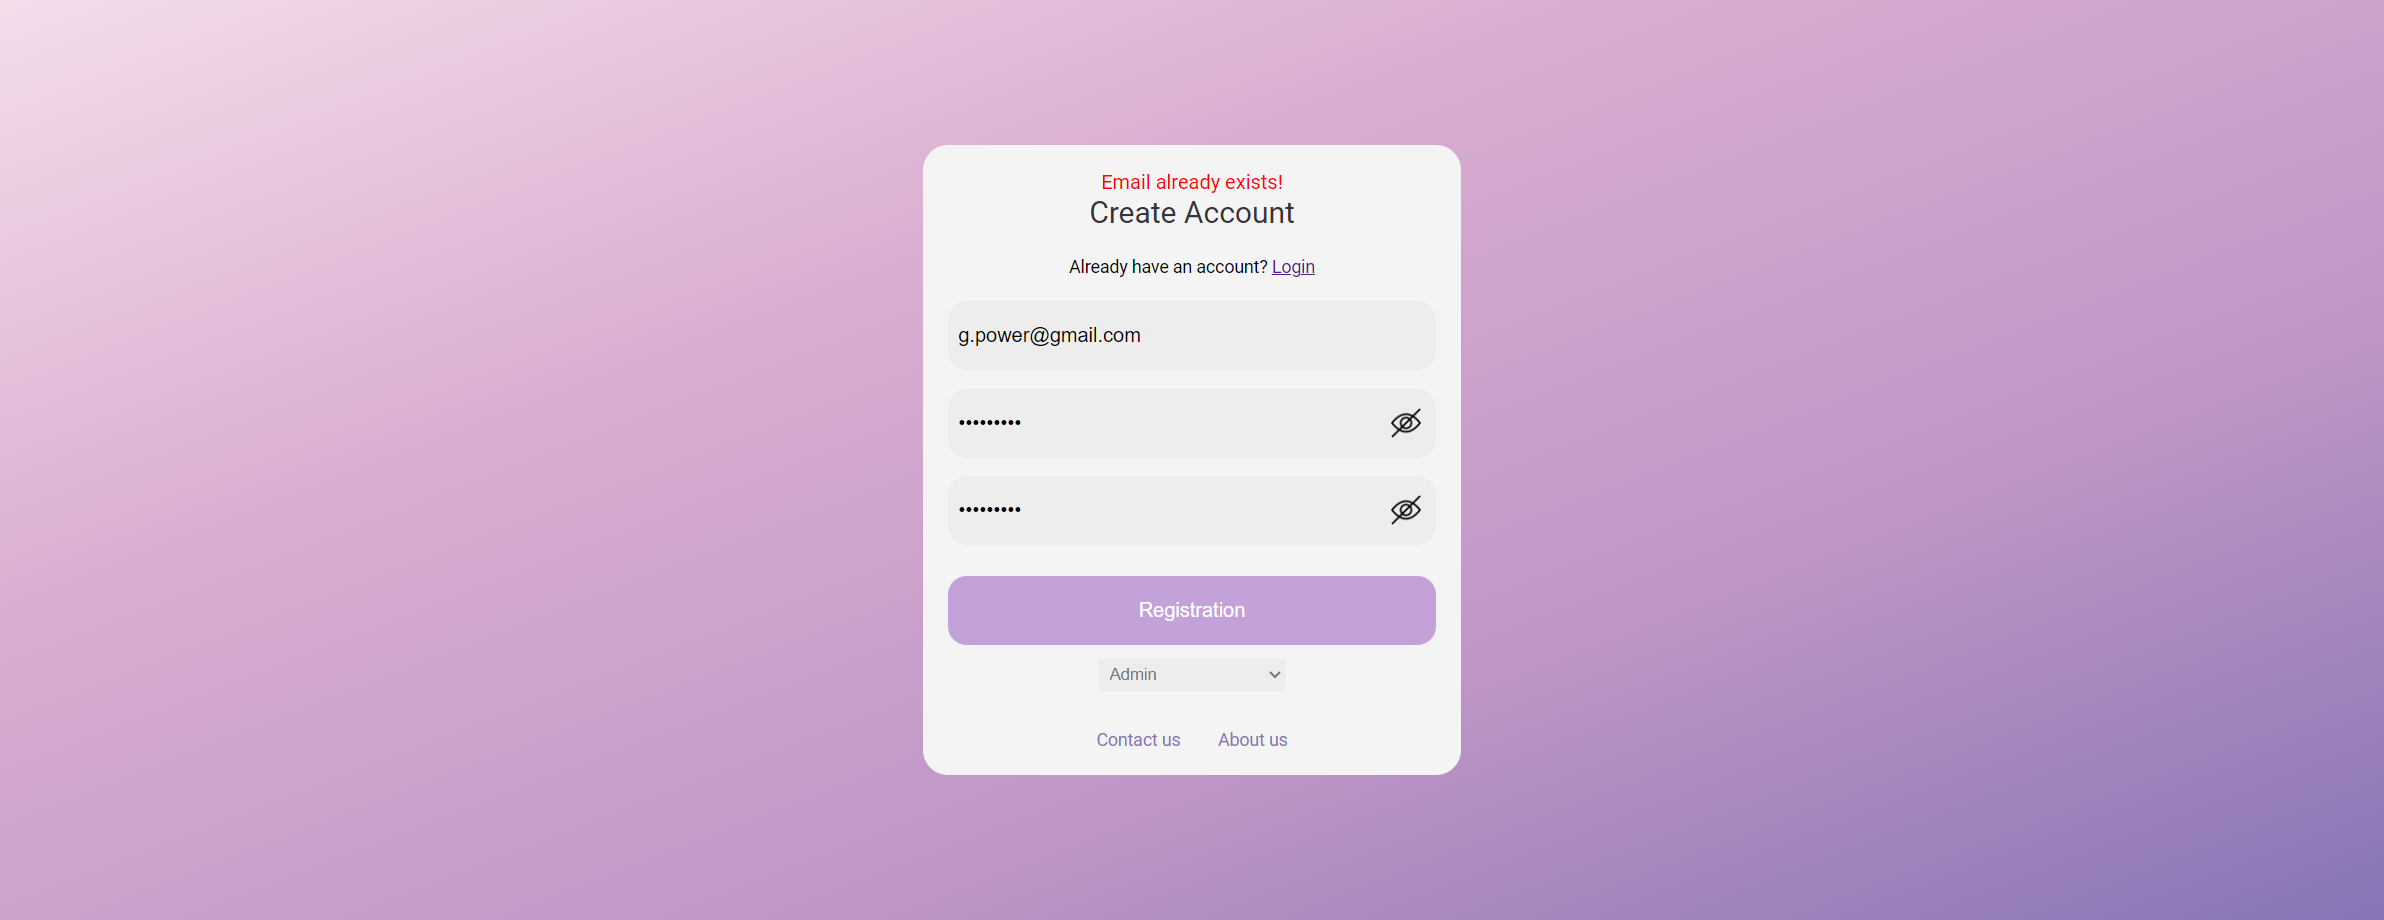 Email already exists!
Create Account
Already have an account? Login
g.power@gmail.com
•••••••••
•••••••••
Registration
Admin
Contact us About us